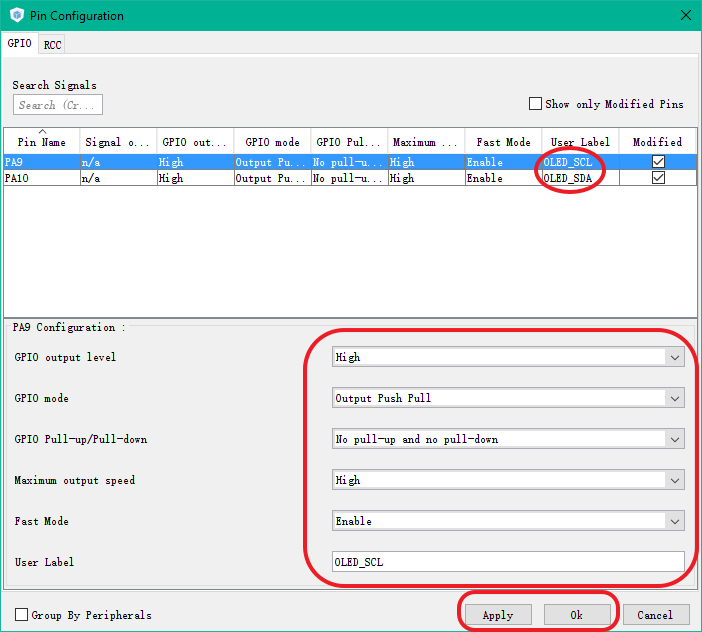 Pin Configuration
GPIO RCC
Search Signals
Search (Cr...
Show only Modified Pins
Pin Name Signal o... GPIO out... GPIO mode GPIO Pul... Maximum ... Fast Mode User Label Modified
PA9 n/a High Output Pu... No pull-u... High Enable OLED_SCL
PA10 n/a High Output Pu... No pull-u... High Enable OLED_SDA
PA9 Configuration :
GPIO output level High
GPIO mode Output Push Pull
GPIO Pull-up/Pull-down No pull-up and no pull-down
Maximum output speed High
Fast Mode Enable
User Label OLED_SCL
Group By Peripherals Apply Ok Cancel